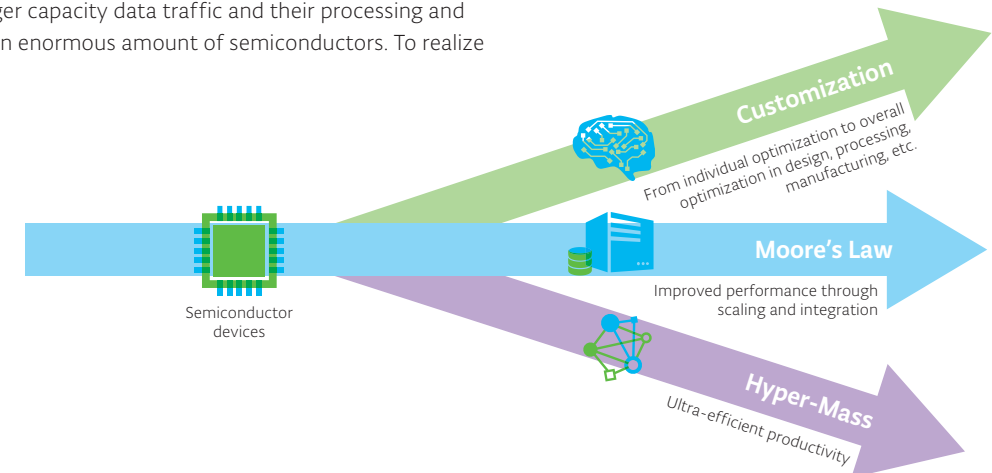 ger capacity data traffic and their processing and
n enormous amount of semiconductors. To realize
Customization
From individual optimization to overall
optimization in design, processing,
manufacturing, etc.
Moore's Law
Improved performance through
scaling and integration
Semiconductor
devices
Hyper-Mass
Ultra-efficient productivity